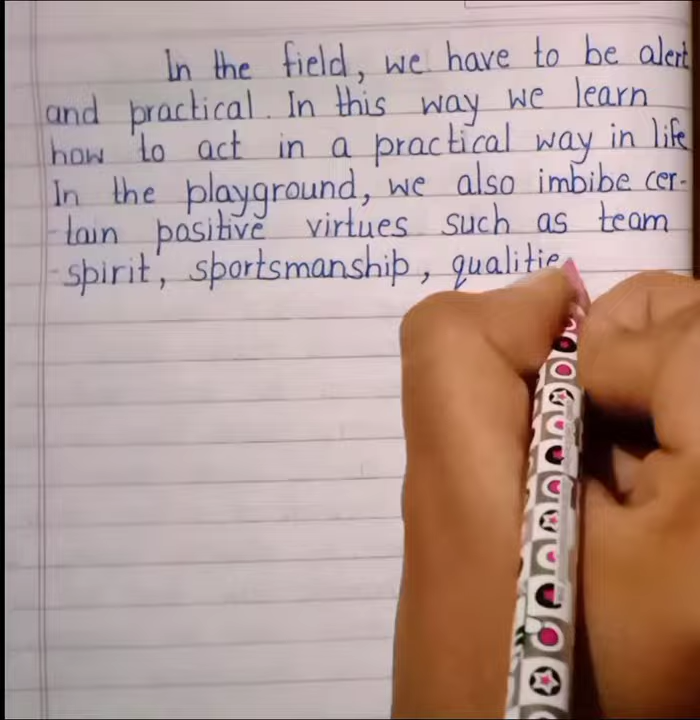 In the field, we have to be alert
and practical. In this way we learn
how to act in a practical way in life
In the playground, we also imbibe cer-
tain positive virtues such as team
spirit, sportsmanship, qualitie